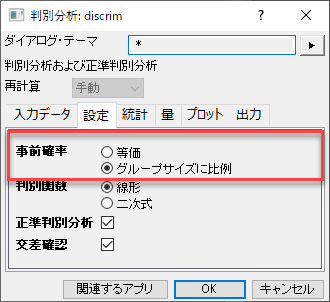 判別分析: discrim
ダイアログ・テーマ *
判別分析および正準判別分析
再計算 手動
入力データ 設定 統計 量 プロット 出力
事前確率 等価
グループサイズに比例
判別関数 線形
二次式
正準判別分析
交差確認
関連するアプリ OK キャンセル